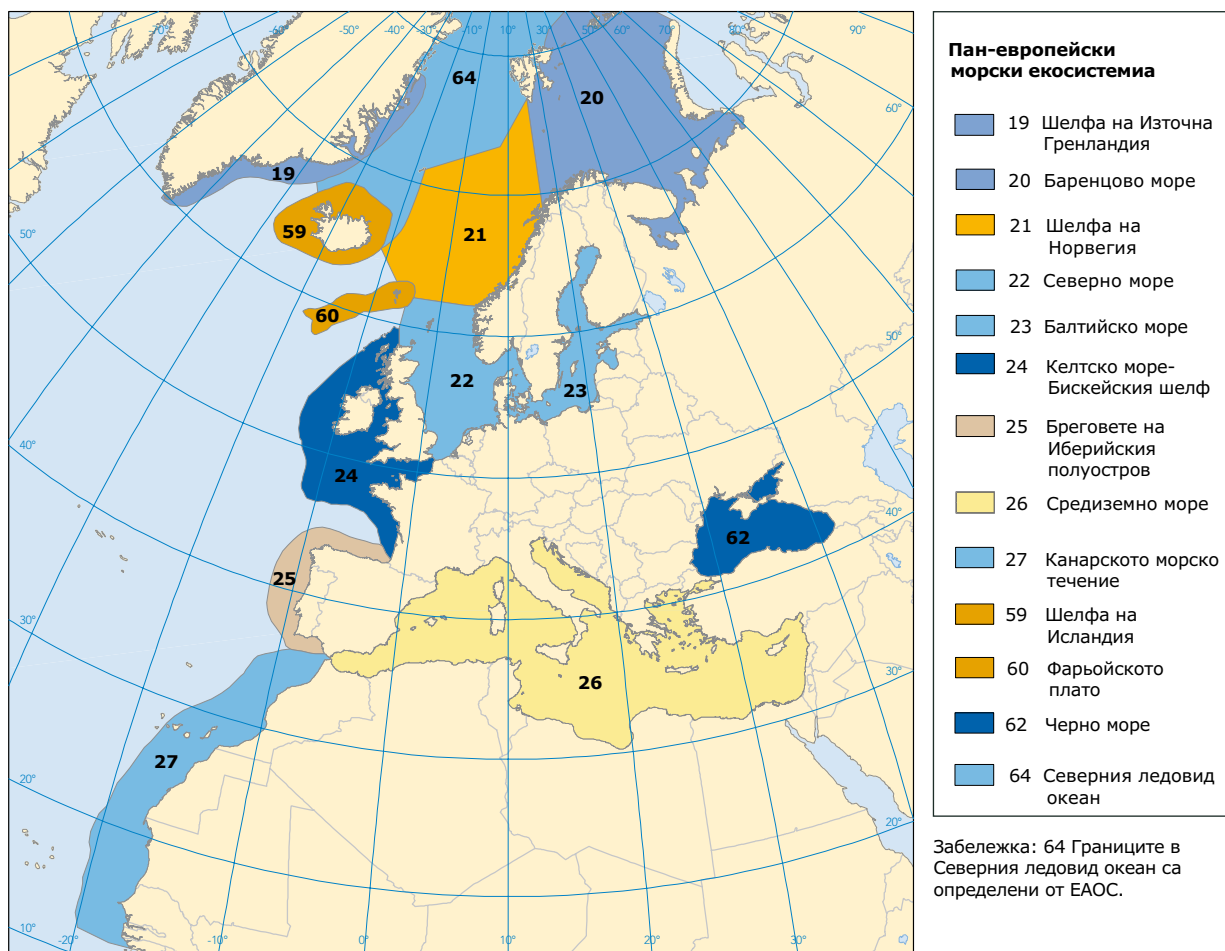 -70°
-50°
-40°
-30°
-20°
-10°
10°
30°
50°
60°
70°
80°
90°
60°
50°
50°
40°
40°
30°
30°
20°
20°
10°
-20°
-10°
0°
10°
20°
30°
64
20
19
59
21
60
22
23
24
62
25
26
27
Пан-европейски
морски екосистемиа
19 Шелфа на Източна
Гренландия
20 Баренцово море
21 Шелфа на
Норвегия
22 Северно море
23 Балтийско море
24 Келтско море-
Бискейския шелф
25 Бреговете на
Иберийския
полуостров
26 Средиземно море
27 Канарското морско
течение
59 Шелфа на
Исландия
60 Фарьойското
плато
62 Черно море
64 Северния ледовид
океан
Забележка: 64 Границите в
Северния ледовид океан са
определени от ЕАОС.